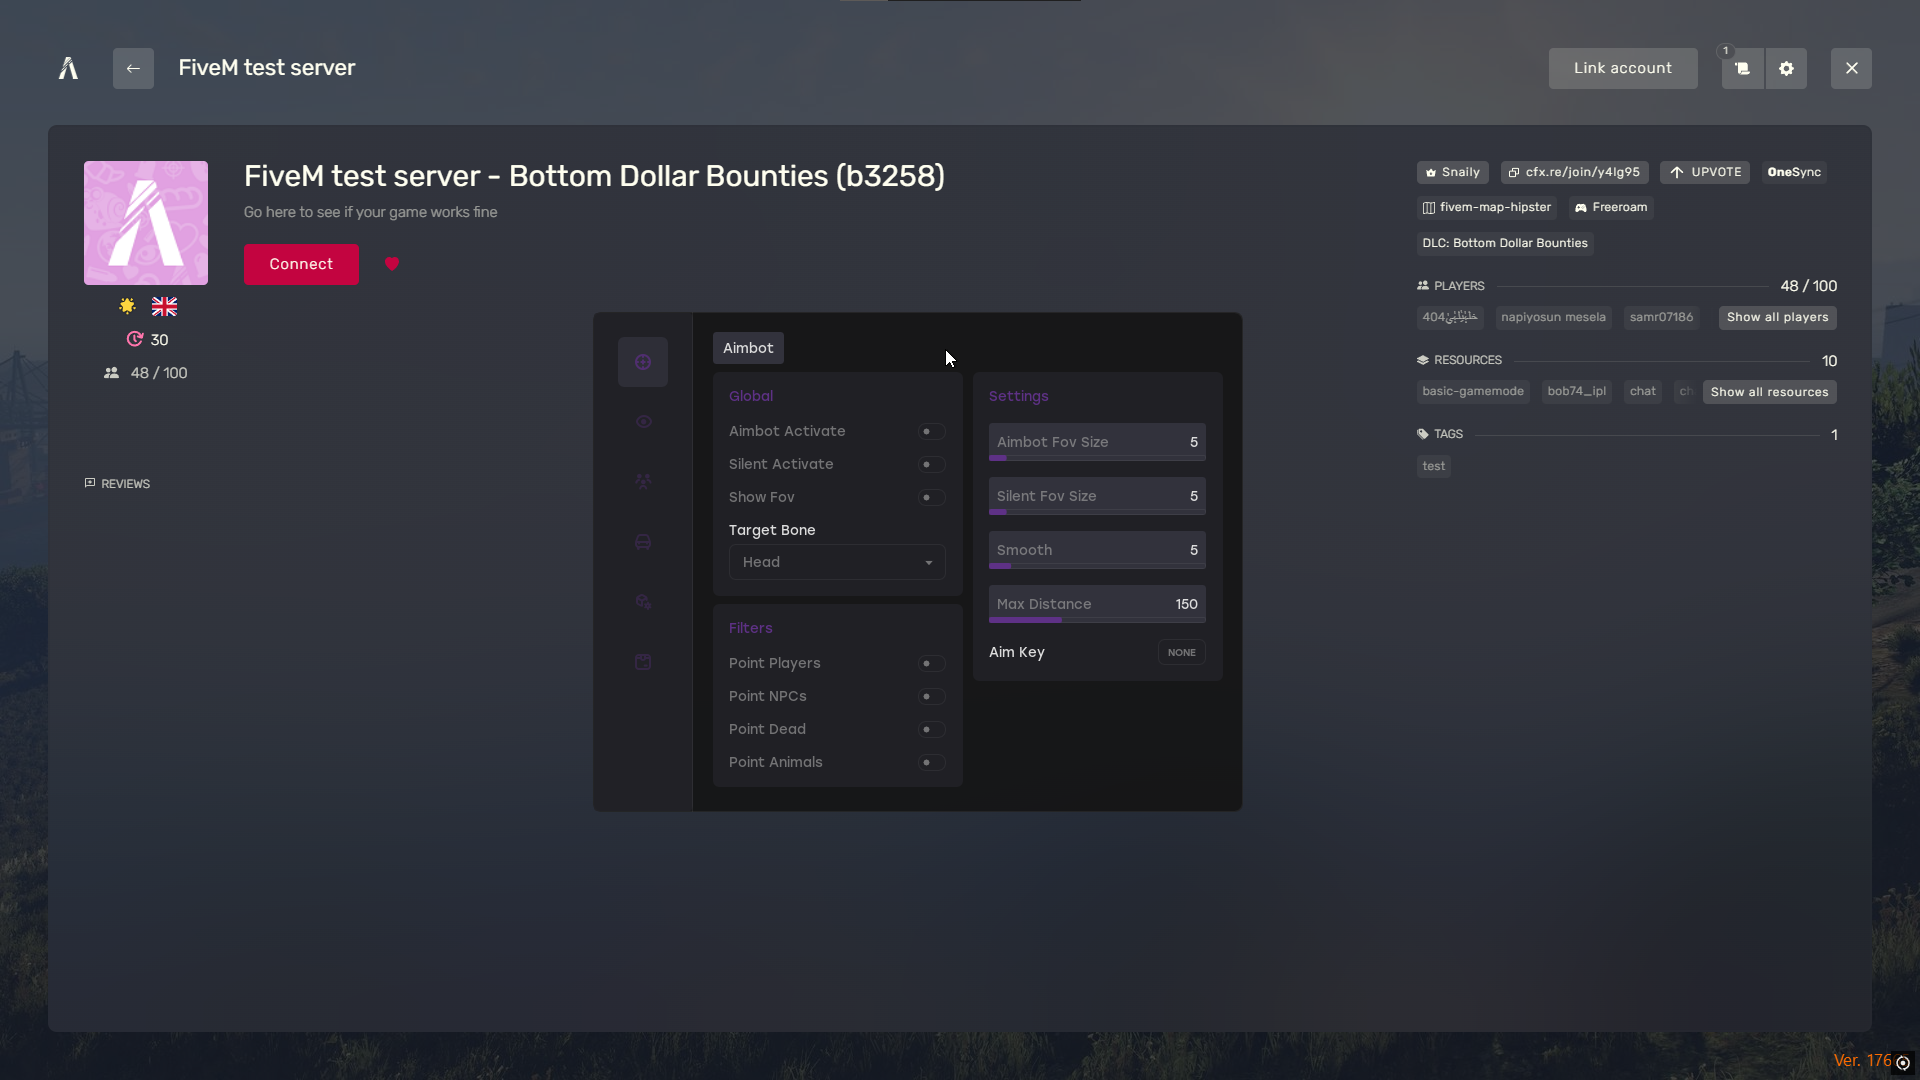 FiveM test server
Link account
1
FiveM test server - Bottom Dollar Bounties (b3258)
Go here to see if your game works fine
Connect
30
48 / 100
REVIEWS
Snaily
cfx.re/join/y4lg95
UPVOTE
OneSync
fivem-map-hipster
Freeroam
DLC: Bottom Dollar Bounties
PLAYERS
48 / 100
404
napiyosun mesela
samr07186
Show all players
RESOURCES
10
basic-gamemode
bob74_ipl
chat
ch
Show all resources
TAGS
1
test
Aimbot
Global
Aimbot Activate
Silent Activate
Show Fov
Target Bone
Head
Filters
Point Players
Point NPCs
Point Dead
Point Animals
Settings
Aimbot Fov Size 5
Silent Fov Size 5
Smooth 5
Max Distance 150
Aim Key NONE
Ver. 176